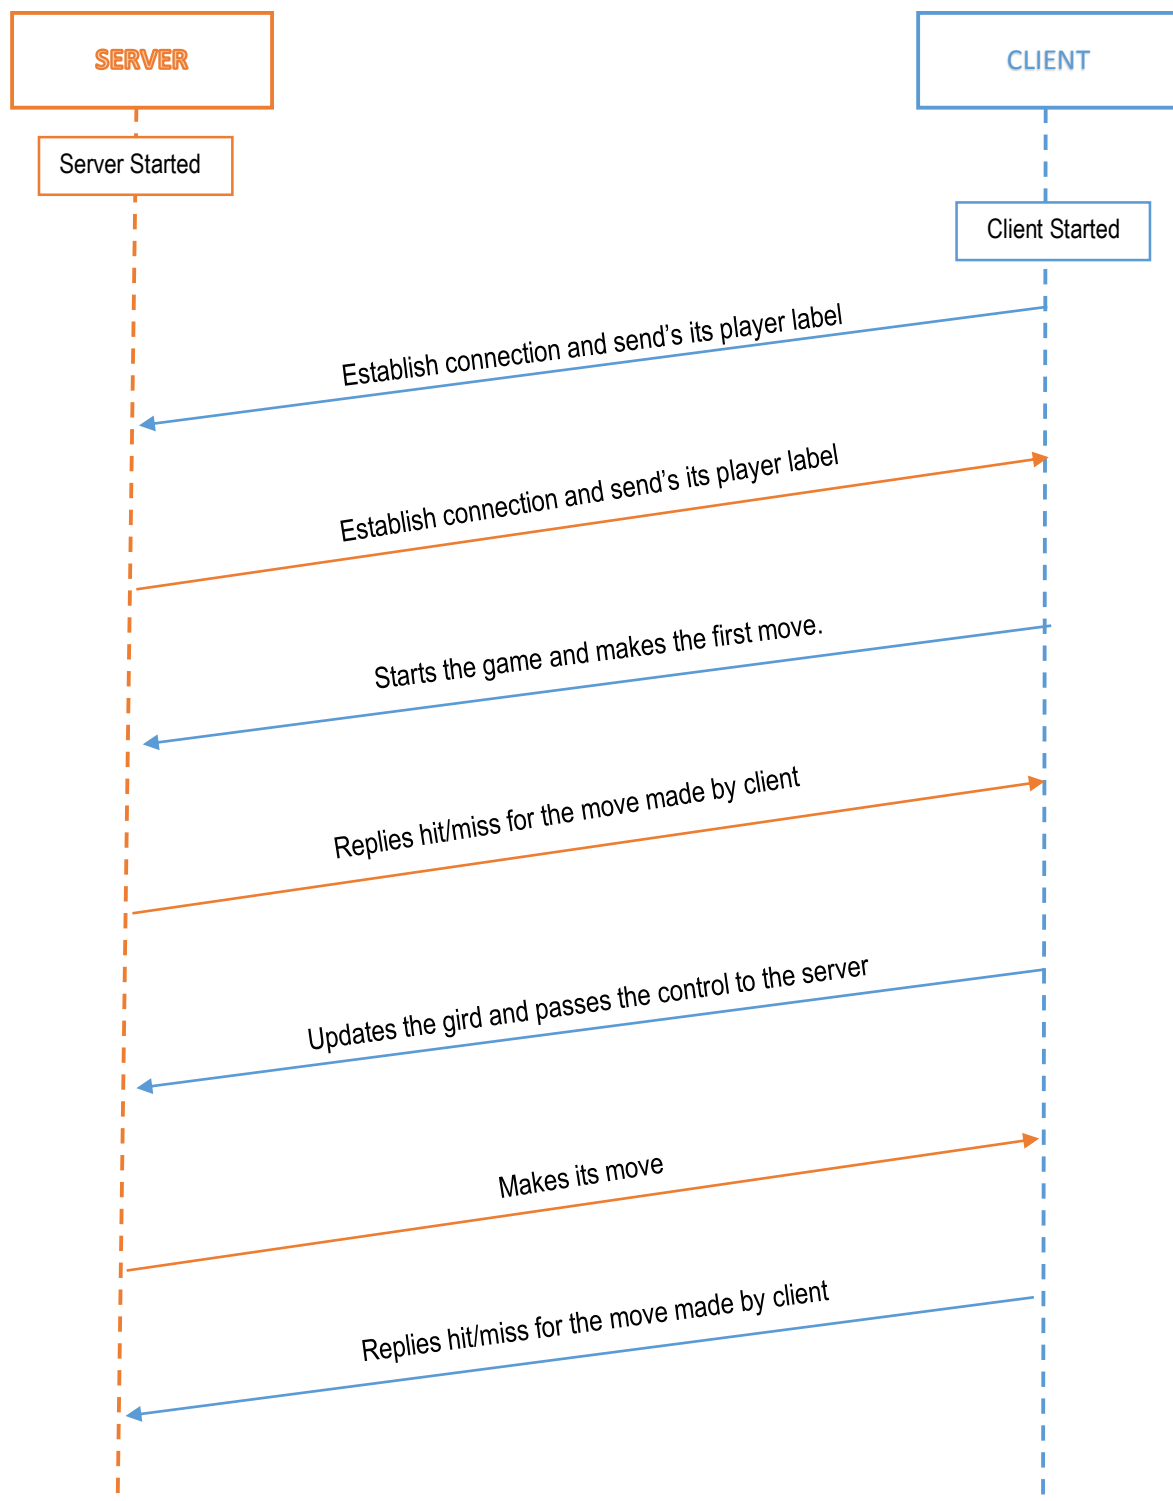 SERVER
CLIENT
Server Started
Client Started
Establish connection and send’s its player label
Establish connection and send’s its player label
Starts the game and makes the first move.
Replies hit/miss for the move made by client
Updates the gird and passes the control to the server
Makes its move
Replies hit/miss for the move made by client